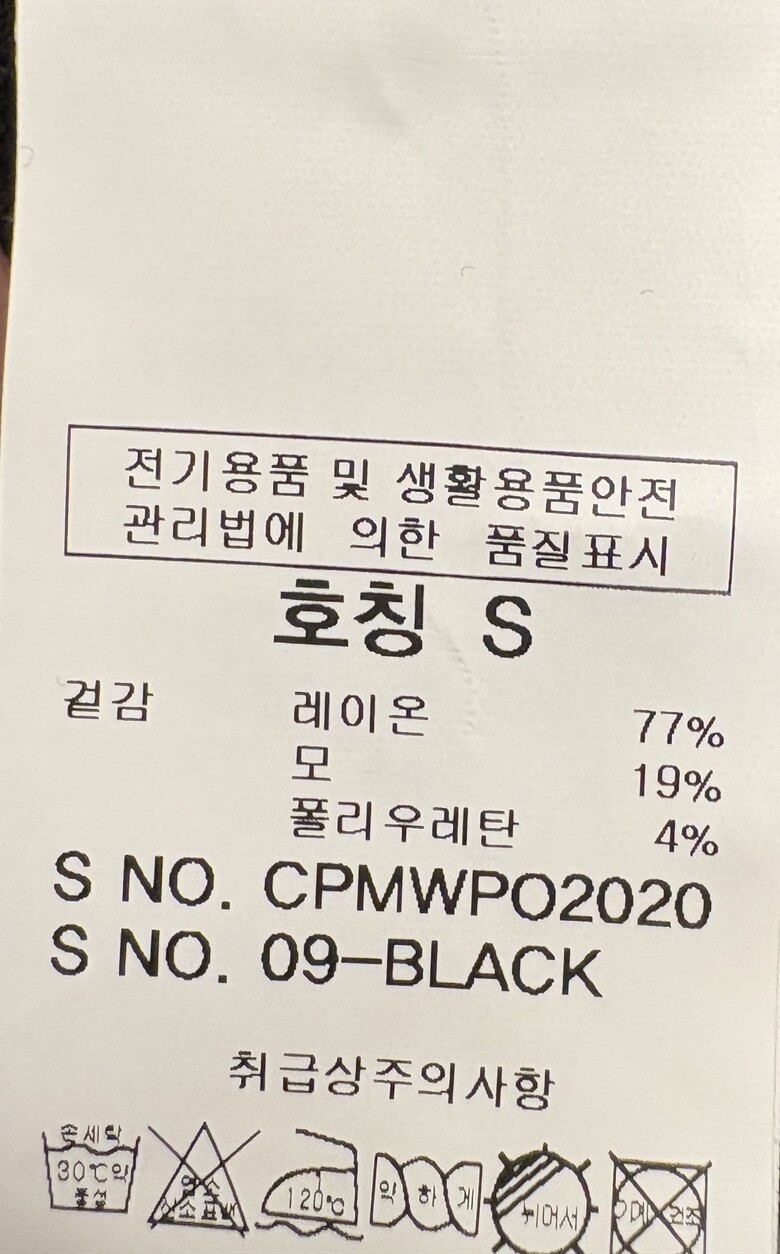 전기용품 및 생활용품안전
관리법에 의한 품질표시
호칭 S
겉감 레이온 77%
모 19%
폴리우레탄 4%
S NO. CPMWPO2020
S NO. 09-BLACK
취급상주의사항
손세탁
30℃약
120℃
약 하 게
뉘어서